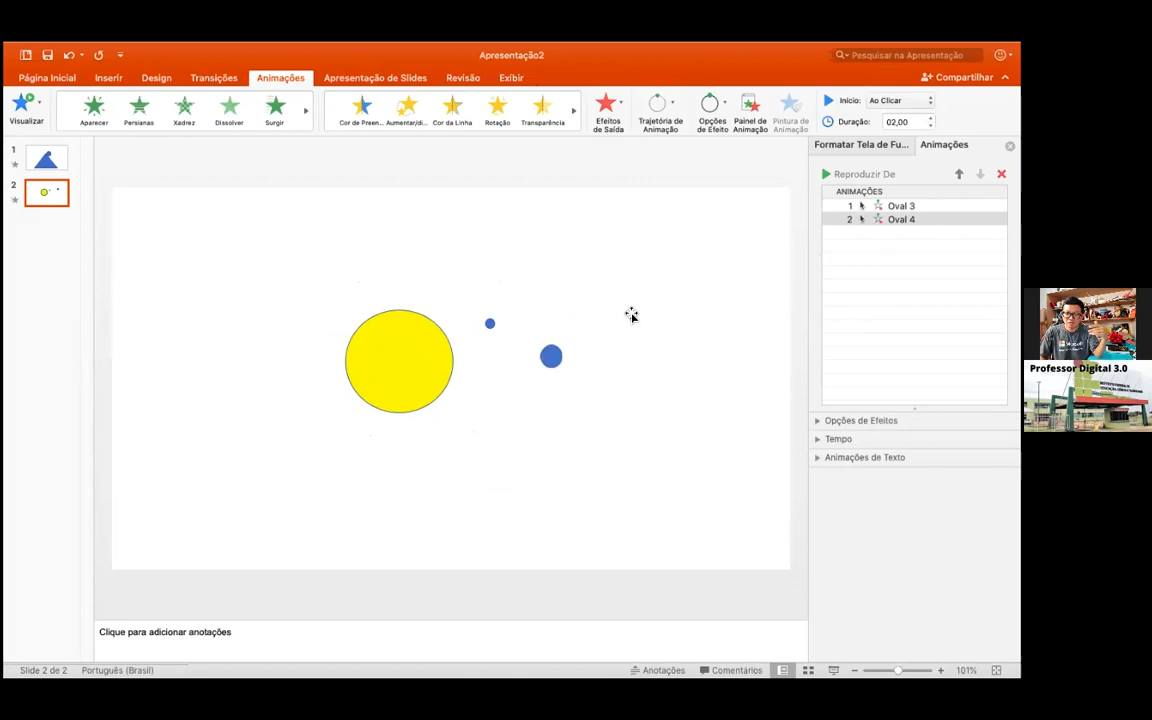 Apresentação2
Pesquisar na Apresentação
Página Inicial
Inserir
Design
Transições
Animações
Apresentação de Slides
Revisão
Exibir
Compartilhar
Visualizar
Aparecer
Persianas
Xadrez
Dissolver
Surgir
Cor de Preen...
Aumentar/di...
Cor da Linha
Rotação
Transparência
Efeitos
de Saída
Trajetória de
Animação
Opções
de Efeito
Painel de
Animação
Pintura de
Animação
Início: Ao Clicar
Duração: 02,00
Formatar Tela de Fu...
Animações
Reproduzir De
ANIMAÇÕES
1 Oval 3
2 Oval 4
1
2
Opções de Efeitos
Tempo
Animações de Texto
Professor Digital 3.0
Clique para adicionar anotações
Slide 2 de 2
Português (Brasil)
Anotações
Comentários
101%